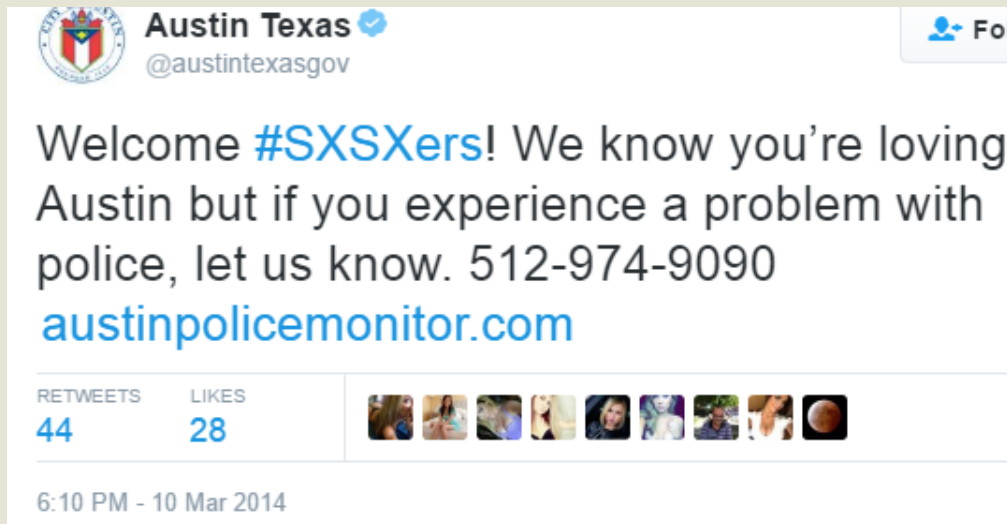 Austin Texas
@austintexasgov
Fo
Welcome #SXSXers! We know you're loving
Austin but if you experience a problem with
police, let us know. 512-974-9090
austinpolicemonitor.com
RETWEETS LIKES
44 28
6:10 PM - 10 Mar 2014